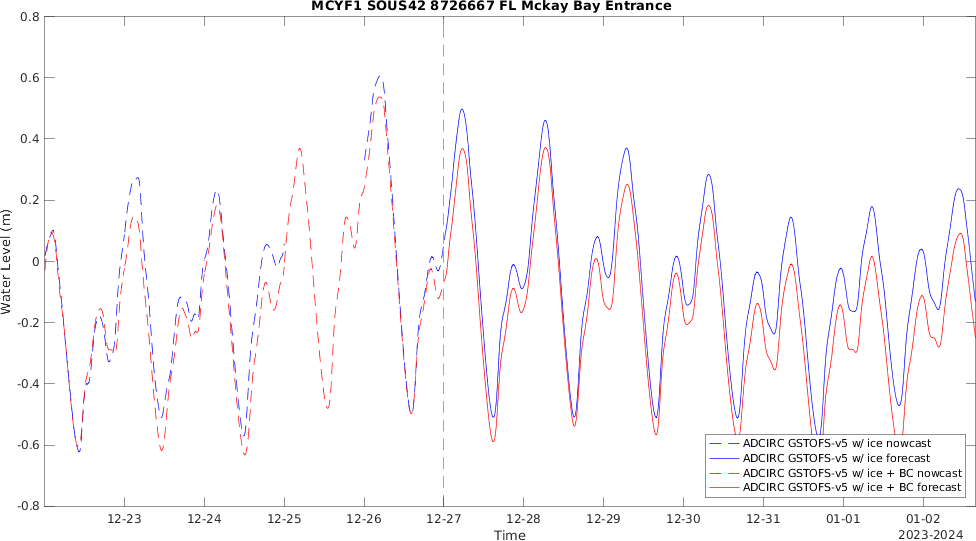 MCYF1 SOUS42 8726667 FL Mckay Bay Entrance
Water Level (m)
0.8
0.6
0.4
0.2
0
-0.2
-0.4
-0.6
-0.8
ADCIRC GSTOFS-v5 w/ ice nowcast
ADCIRC GSTOFS-v5 w/ ice forecast
ADCIRC GSTOFS-v5 w/ ice + BC nowcast
ADCIRC GSTOFS-v5 w/ ice + BC forecast
12-23 12-24 12-25 12-26 12-27 12-28 12-29 12-30 12-31 01-01 01-02
Time
2023-2024